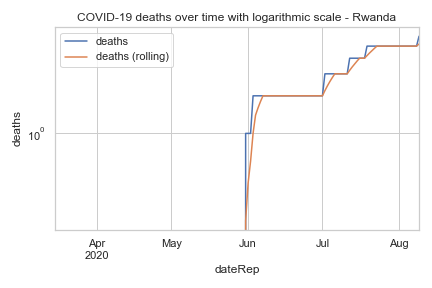 COVID-19 deaths over time with logarithmic scale - Rwanda
deaths
deaths (rolling)
deaths
10⁰
Apr
2020
May
Jun
Jul
Aug
dateRep